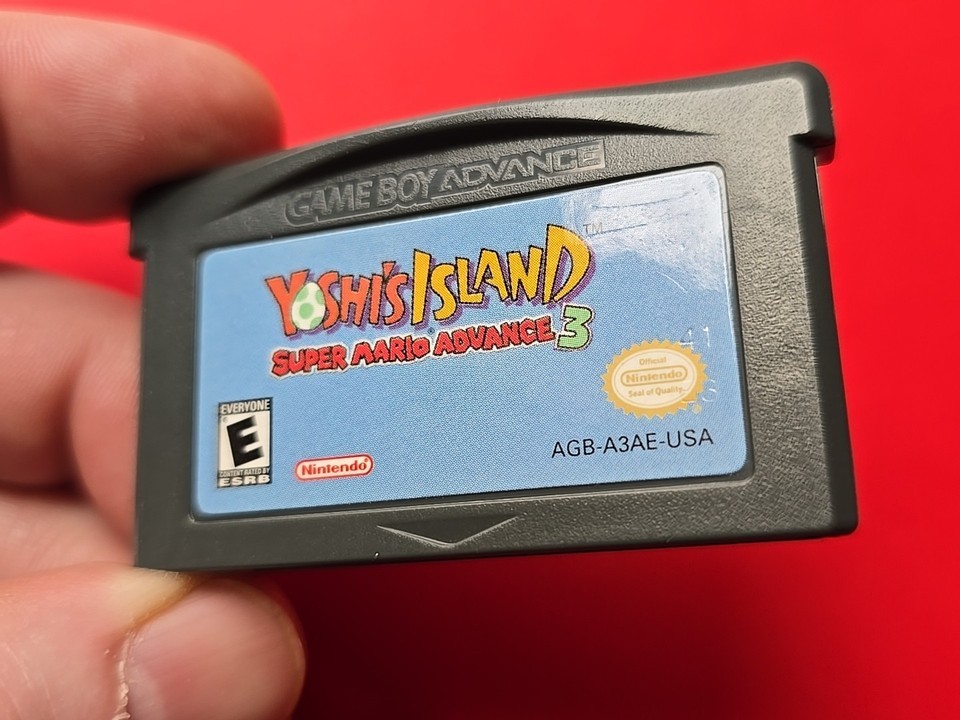 GAME BOY ADVANCE
YOSHI'S ISLAND TM
SUPER MARIO ADVANCE 3
EVERYONE
E
CONTENT RATED BY
ESRB
Nintendo®
Official
Nintendo
Seal of Quality
®
AGB-A3AE-USA